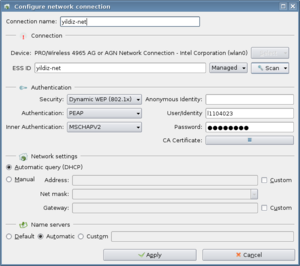 Configure network connection
Connection name: yildiz-net
Connection
Device: PRO/Wireless 4965 AG or AGN Network Connection - Intel Corporation (wlan0)
ESS ID yildiz-net Managed Scan
Authentication
Security: Dynamic WEP (802.1x) Anonymous Identity:
Authentication: PEAP User/Identity l1104023
Inner Authentication: MSCHAPV2 Password:
CA Certificate:
Network settings
Automatic query (DHCP)
Manual Address: Custom
Net mask:
Gateway: Custom
Name servers
Default Automatic Custom
Apply Cancel